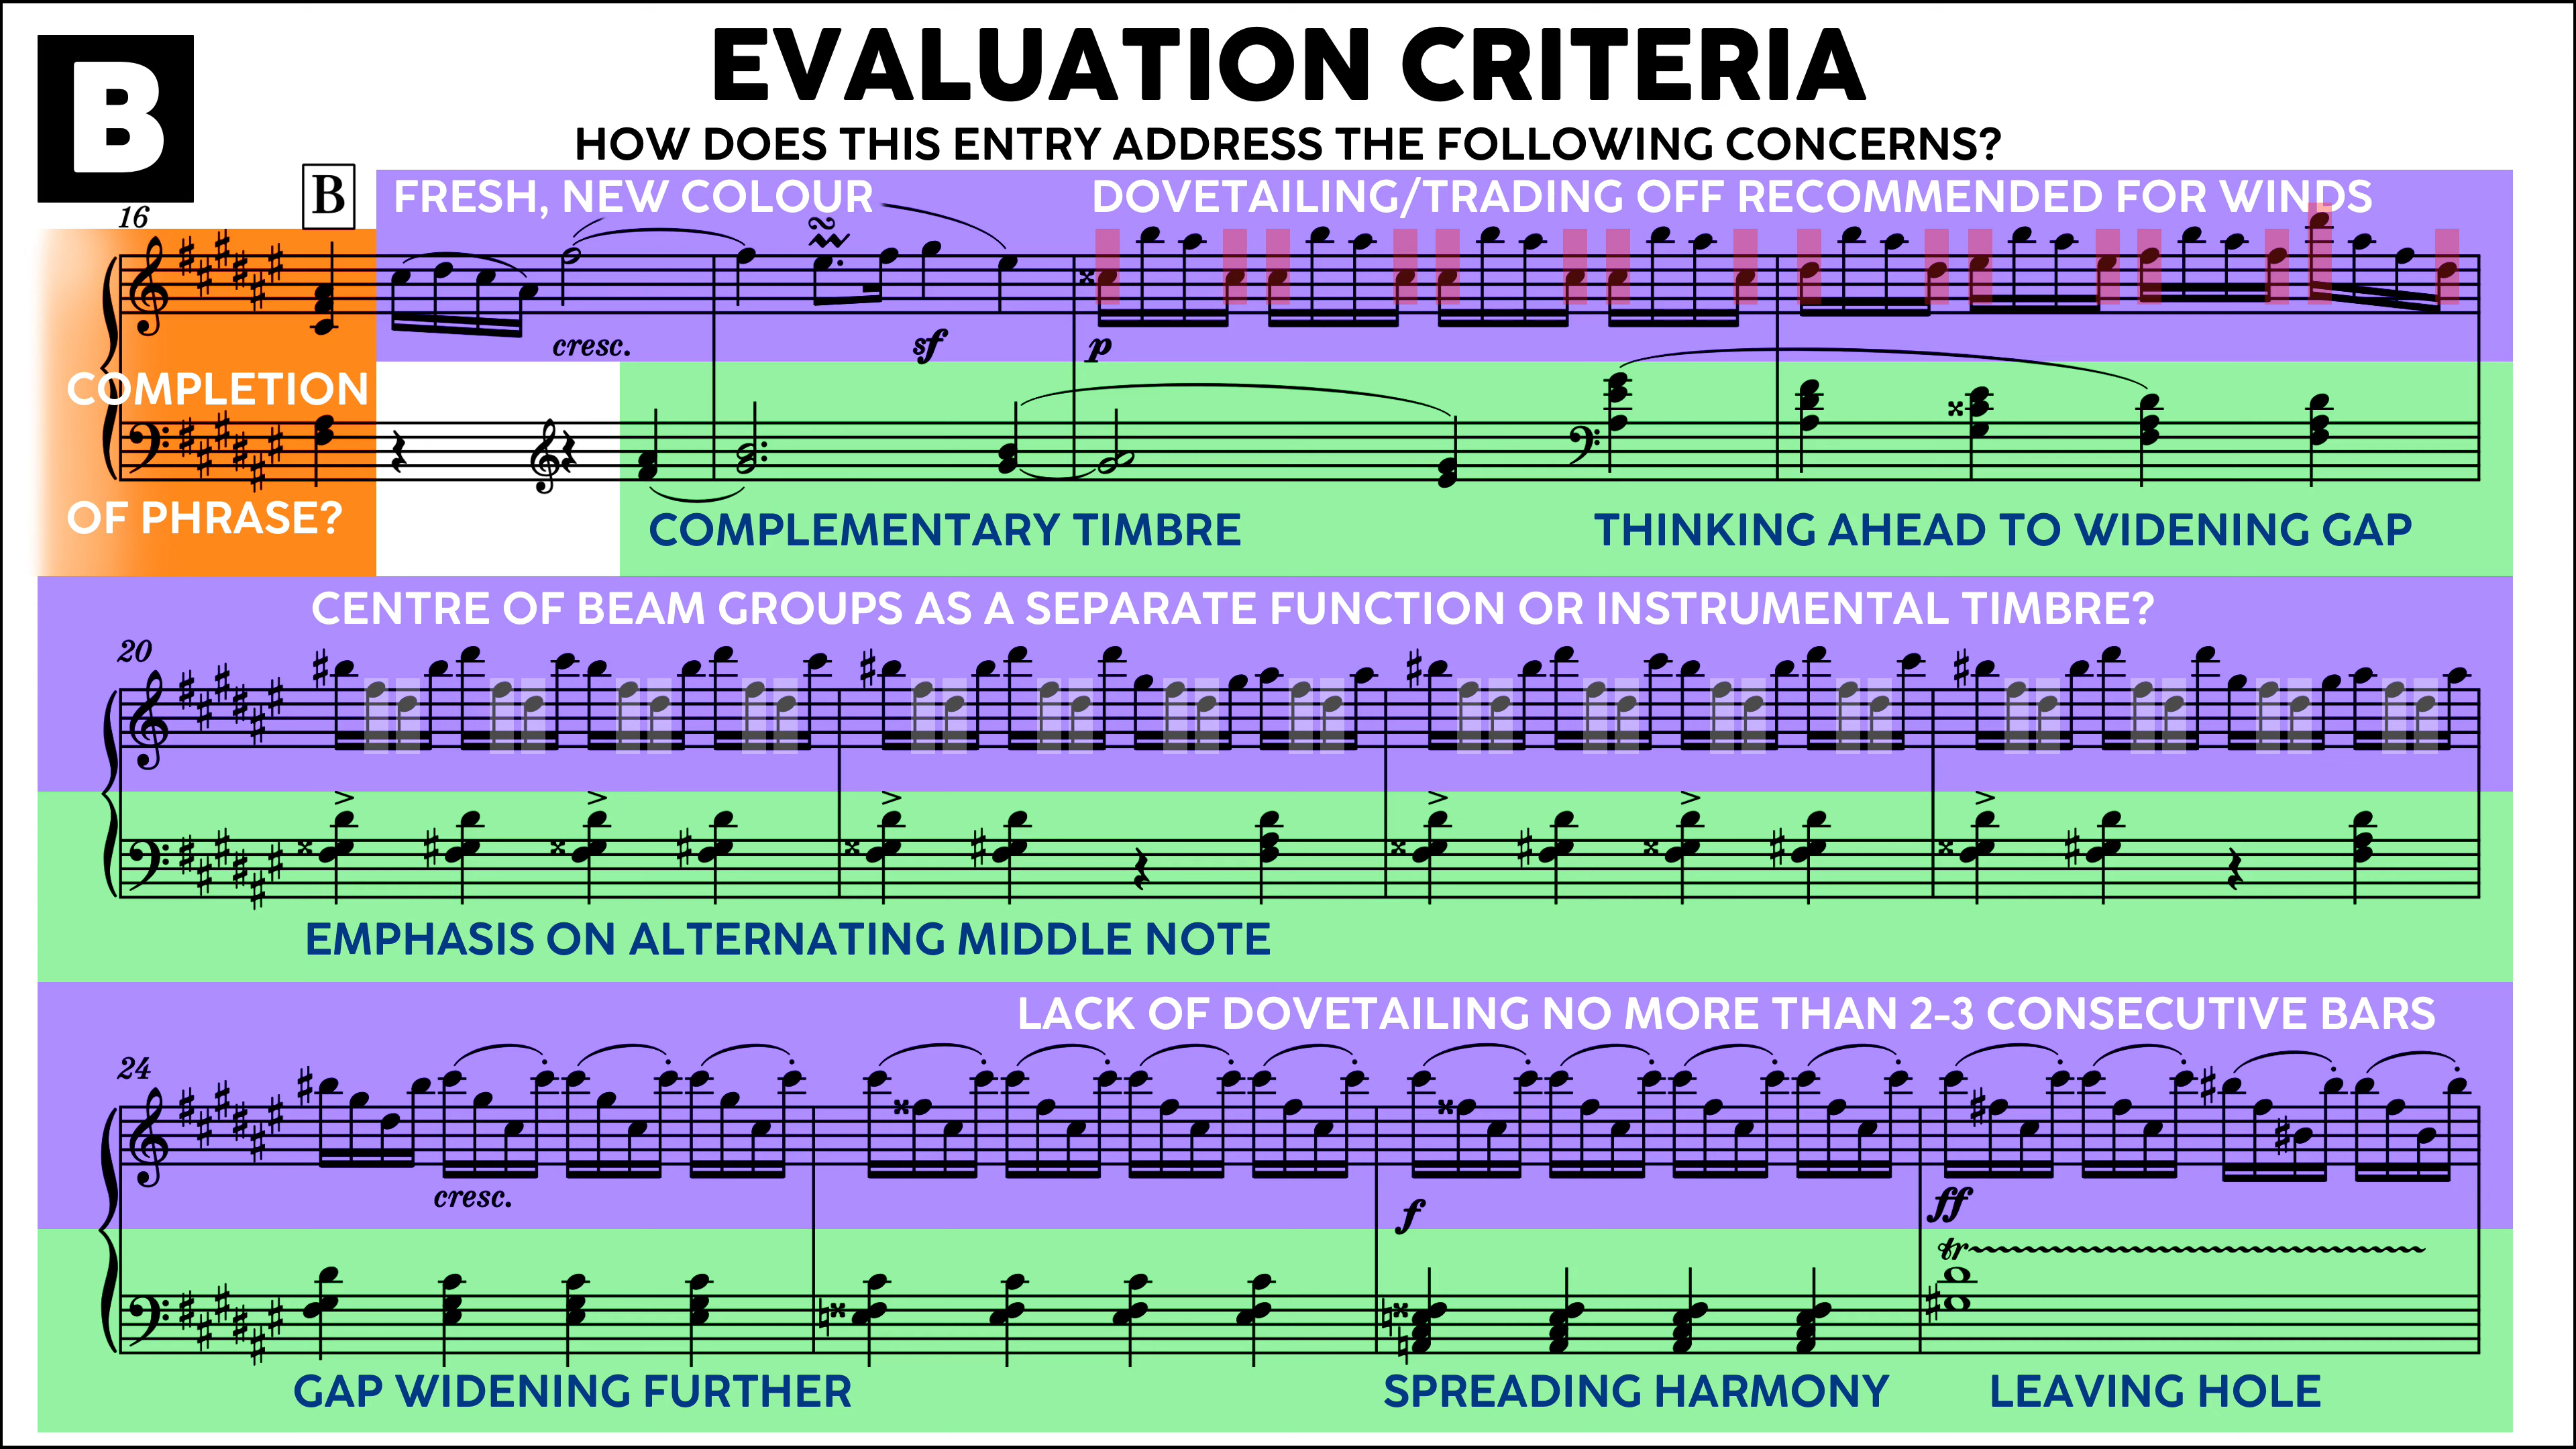 B
EVALUATION CRITERIA
HOW DOES THIS ENTRY ADDRESS THE FOLLOWING CONCERNS?
B
FRESH, NEW COLOUR
DOVETAILING/TRADING OFF RECOMMENDED FOR WINDS
16
cresc.
sf
p
COMPLETION
OF PHRASE?
COMPLEMENTARY TIMBRE
THINKING AHEAD TO WIDENING GAP
CENTRE OF BEAM GROUPS AS A SEPARATE FUNCTION OR INSTRUMENTAL TIMBRE?
20
EMPHASIS ON ALTERNATING MIDDLE NOTE
LACK OF DOVETAILING NO MORE THAN 2-3 CONSECUTIVE BARS
24
cresc.
f
ff
tr
GAP WIDENING FURTHER
SPREADING HARMONY
LEAVING HOLE